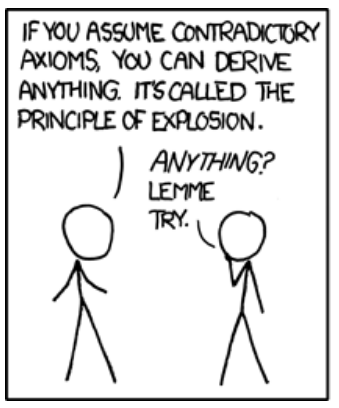 IF YOU ASSUME CONTRADICTORY
AXIOMS, YOU CAN DERIVE
ANYTHING. IT'S CALLED THE
PRINCIPLE OF EXPLOSION.
ANYTHING?
LEMME
TRY.